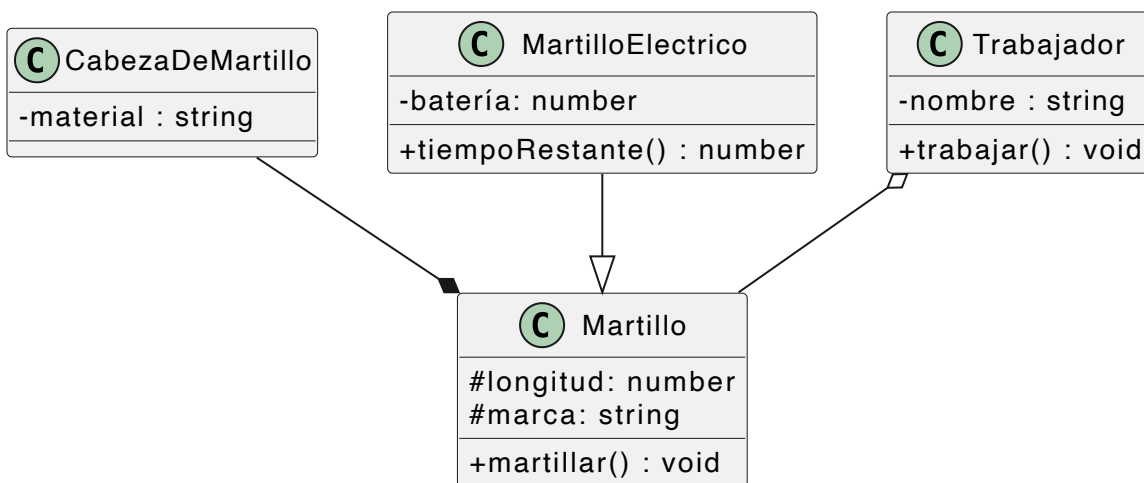 C CabezaDeMartillo
-material : string
C MartilloElectrico
-batería: number
+tiempoRestante() : number
C Trabajador
-nombre : string
+trabajar() : void
C Martillo
#longitud: number
#marca: string
+martillar() : void